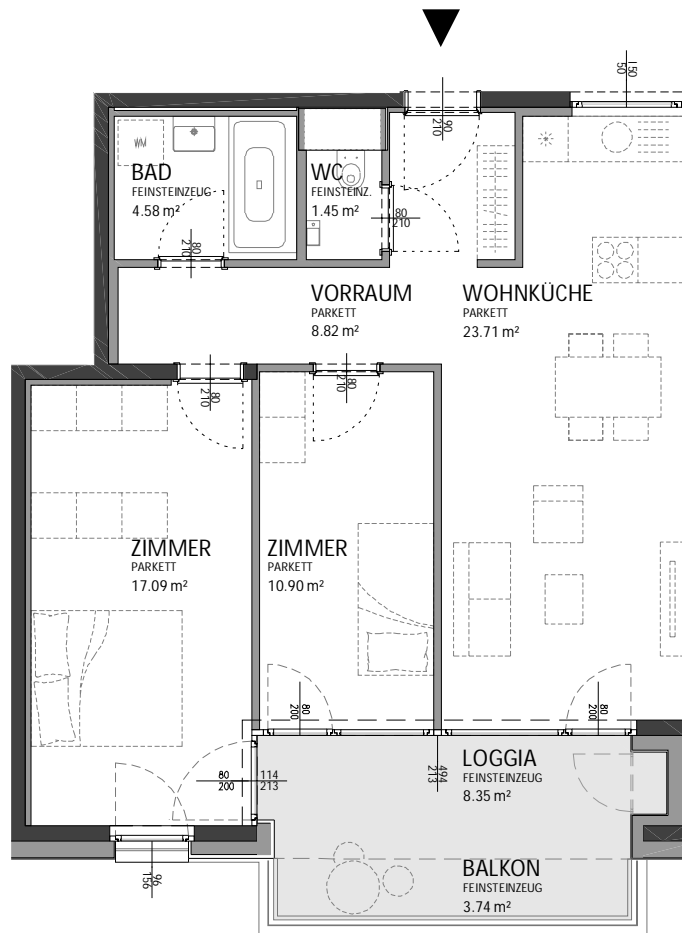 150
50
90
210
WM
BAD
FEINSTEINZEUG
4.58 m²
WC
FEINSTEINZ.
1.45 m²
80
210
80
210
VORRAUM
PARKETT
8.82 m²
WOHNKÜCHE
PARKETT
23.71 m²
80
210
80
210
ZIMMER
PARKETT
17.09 m²
ZIMMER
PARKETT
10.90 m²
80
200
80
200
80
200
114
213
494
213
LOGGIA
FEINSTEINZEUG
8.35 m²
96
156
BALKON
FEINSTEINZEUG
3.74 m²